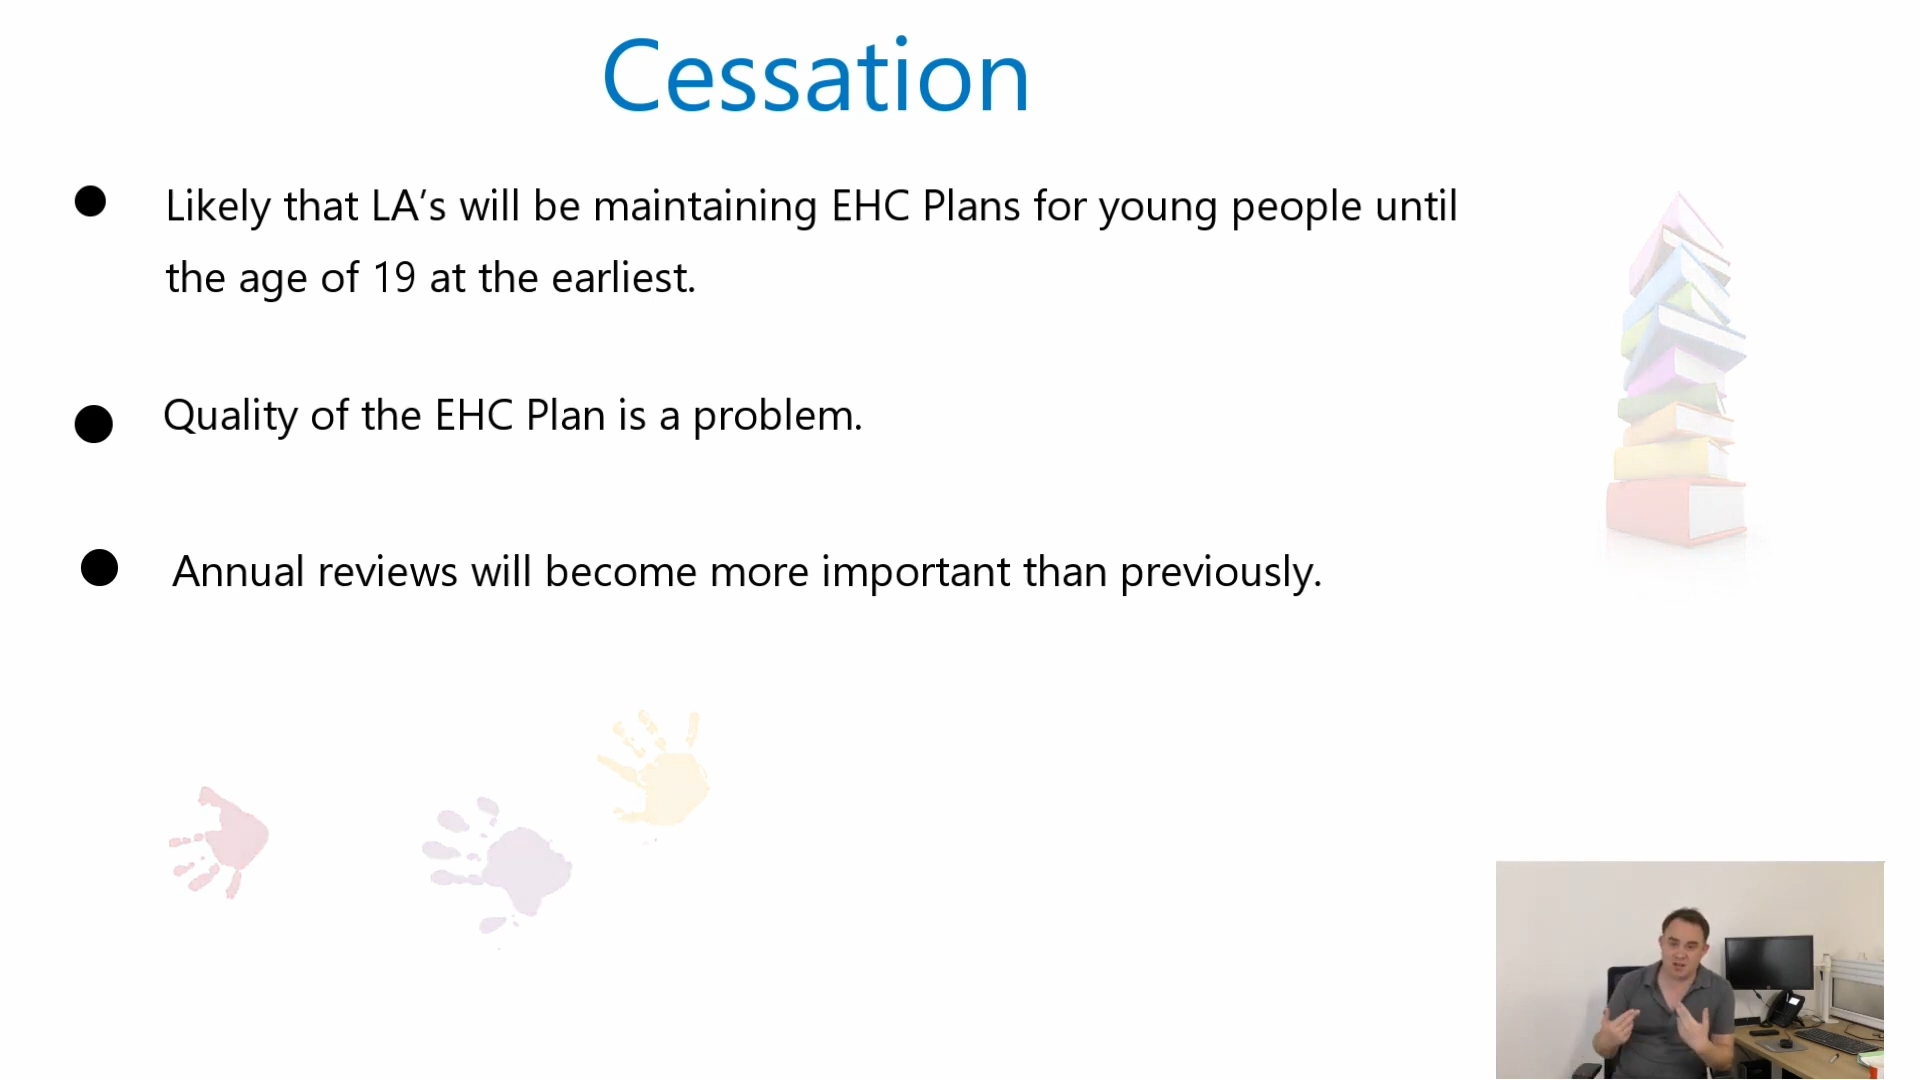 Cessation
Likely that LA’s will be maintaining EHC Plans for young people until
the age of 19 at the earliest.
Quality of the EHC Plan is a problem.
Annual reviews will become more important than previously.